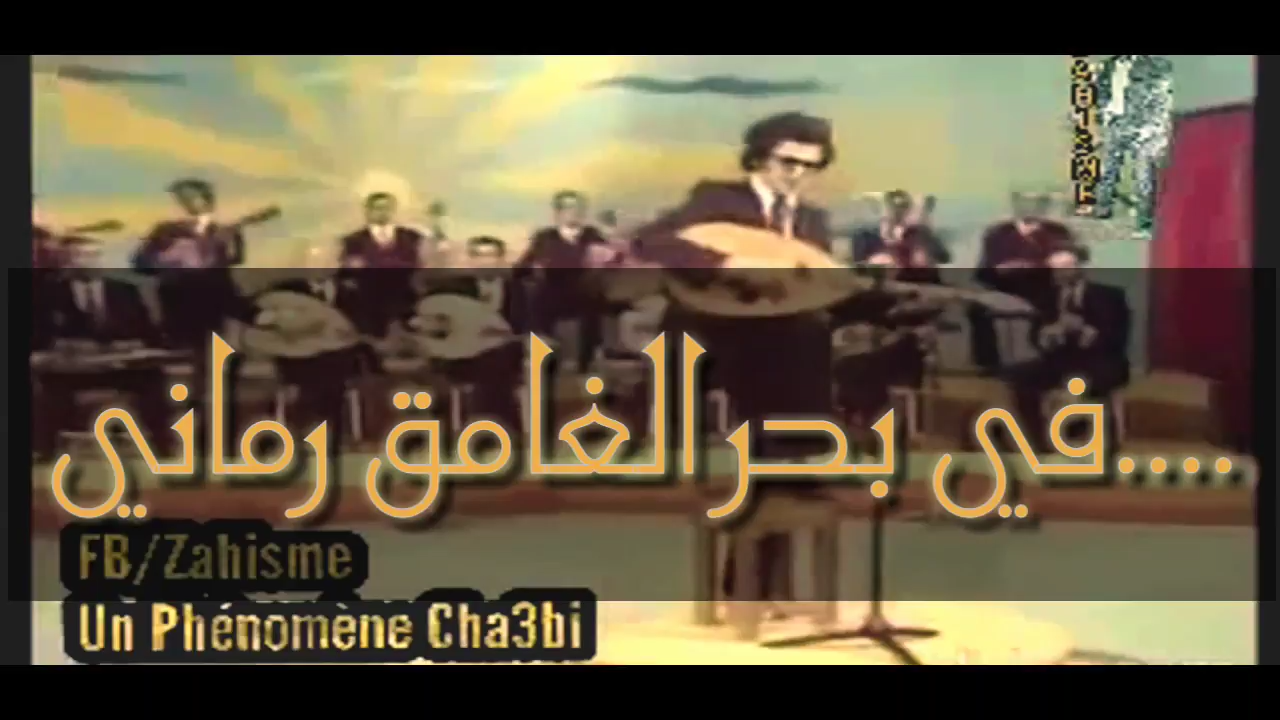 ....في بحر الغامق رماني
FB/Zahisme
Un Phénomène Cha3bi